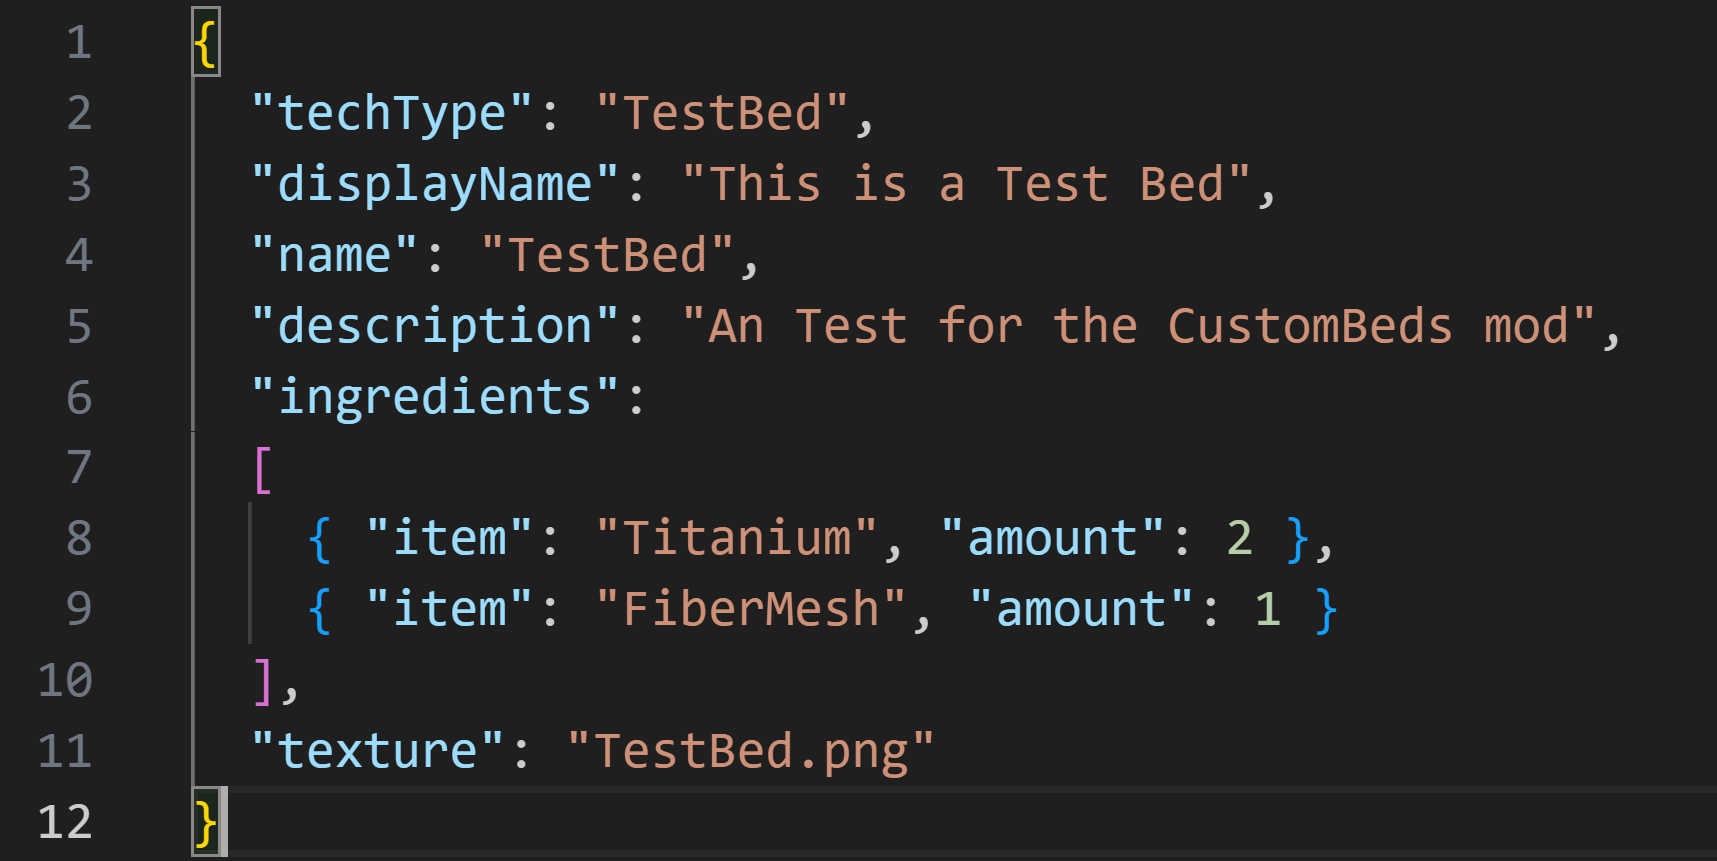 1 {
2 "techType": "TestBed",
3 "displayName": "This is a Test Bed",
4 "name": "TestBed",
5 "description": "An Test for the CustomBeds mod",
6 "ingredients":
7 [
8 { "item": "Titanium", "amount": 2 },
9 { "item": "FiberMesh", "amount": 1 }
10 ],
11 "texture": "TestBed.png"
12 }